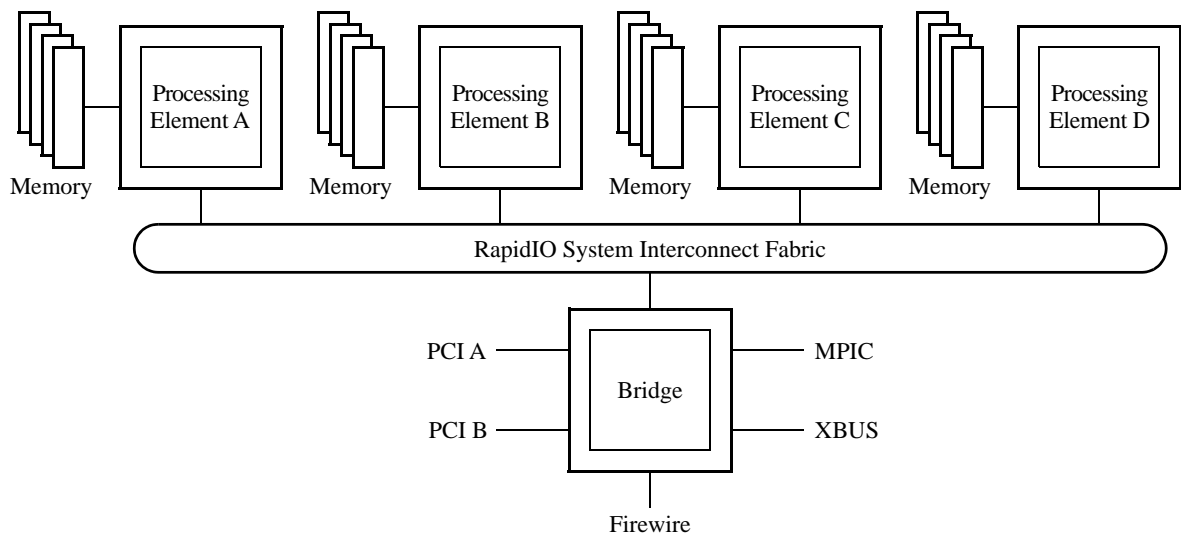 Processing
Element A
Processing
Element B
Processing
Element C
Processing
Element D
Memory
Memory
Memory
Memory
RapidIO System Interconnect Fabric
PCI A
MPIC
Bridge
PCI B
XBUS
Firewire